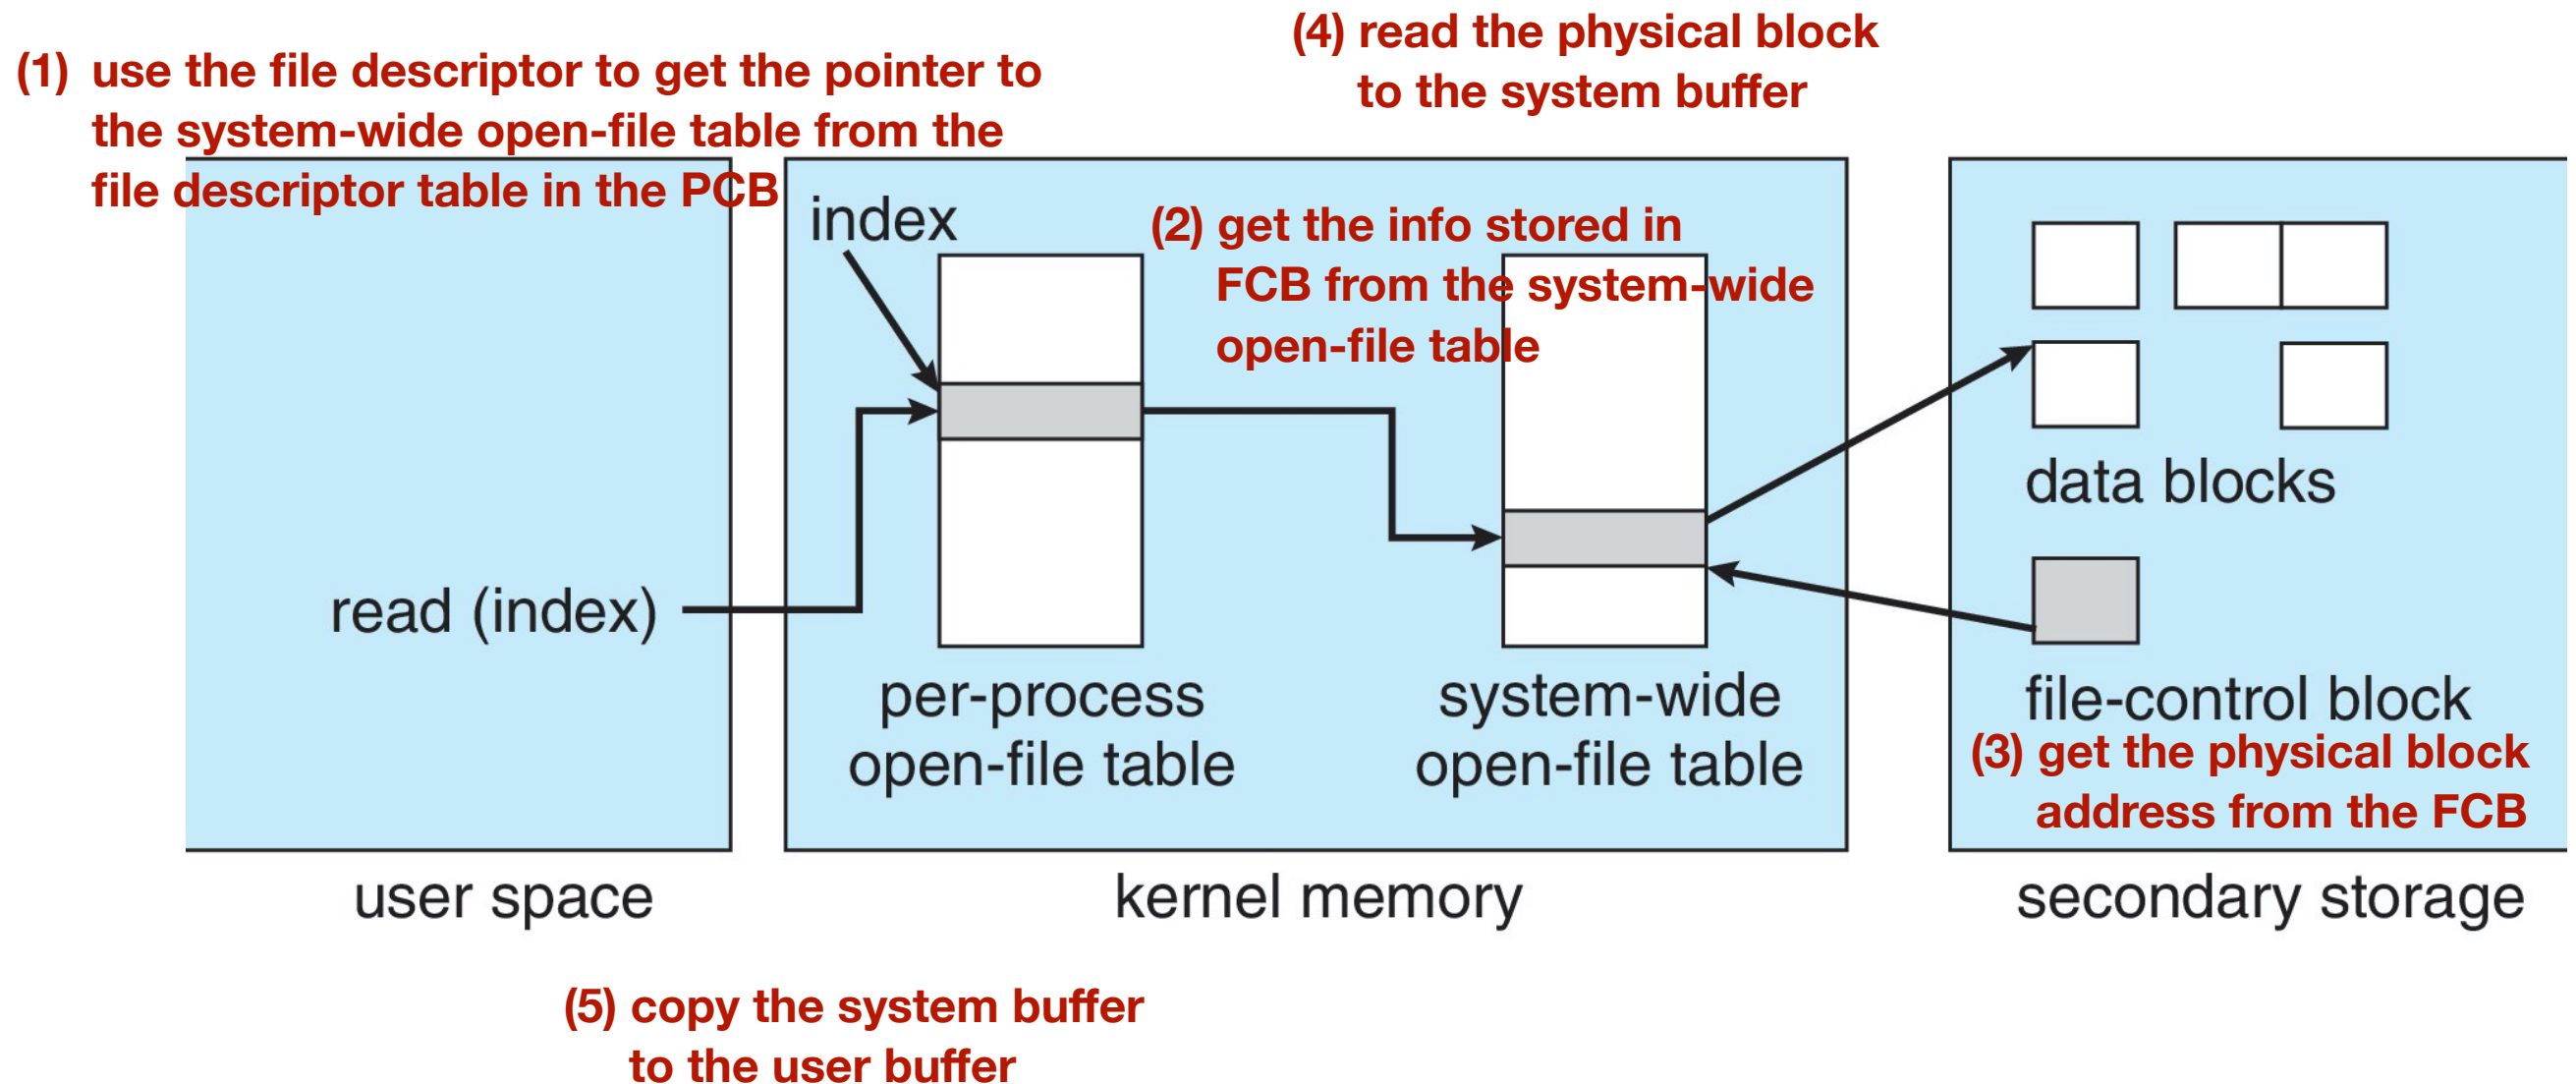 (4) read the physical block
to the system buffer
(1) use the file descriptor to get the pointer to
the system-wide open-file table from the
file descriptor table in the PCB
index
(2) get the info stored in
FCB from the system-wide
open-file table
data blocks
read (index)
per-process
open-file table
system-wide
open-file table
file-control block
(3) get the physical block
address from the FCB
user space
kernel memory
secondary storage
(5) copy the system buffer
to the user buffer